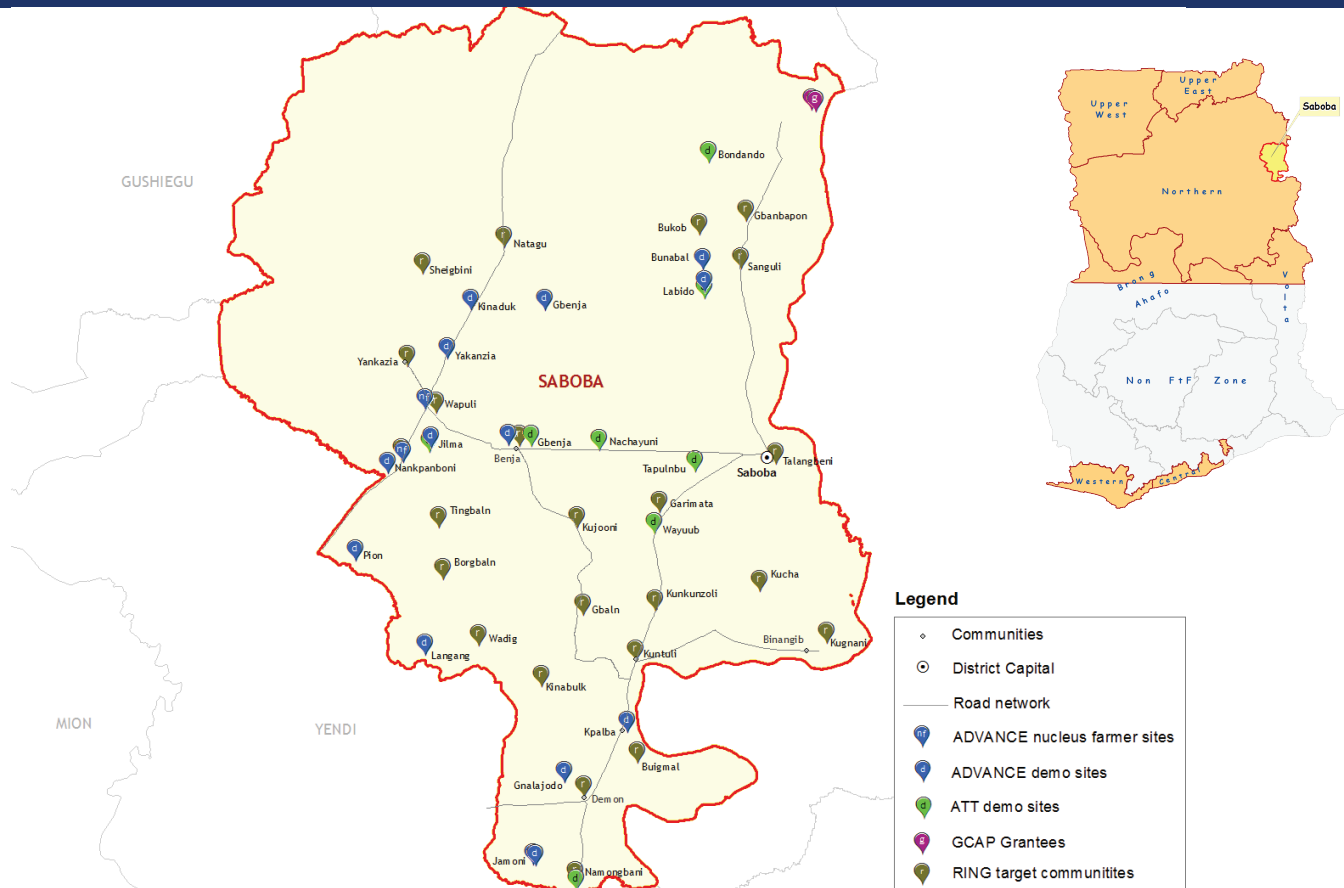 Upper
East
Upper
West
Saboba
Northern
Brong
Ahafo
Volta
Non FtF Zone
Western
Central
GUSHIEGU
MION
YENDI
SABOBA
g
d
Bondando
r
Gbanbapon
r
Bukob
r
Natagu
d
Bunabal
r
Sanguli
r
Sheigbini
d
Labido
d
Kinaduk
d
Gbenja
d
Yakanzia
r
Yankazia
nf
Wapuli
d
Jilma
d
d
Gbenja
d
Nachayuni
Benja
nf
d
Nankpanboni
d
Tapulnbu
r
Talangbeni
Saboba
r
Garimata
r
Tingbaln
r
Kujooni
d
Wayuub
d
Pion
r
Borgbaln
r
Kucha
r
Gbaln
r
Kunkunzoli
r
Wadig
d
Langang
r
Kuntuli
Binangib
r
Kugnani
r
Kinabulk
d
Kpalba
r
Buigmal
d
Gnalajodo
r
Demon
d
Jamoni
d
Namongbani
Legend
Communities
District Capital
Road network
nf ADVANCE nucleus farmer sites
d ADVANCE demo sites
d ATT demo sites
g GCAP Grantees
r RING target communitites